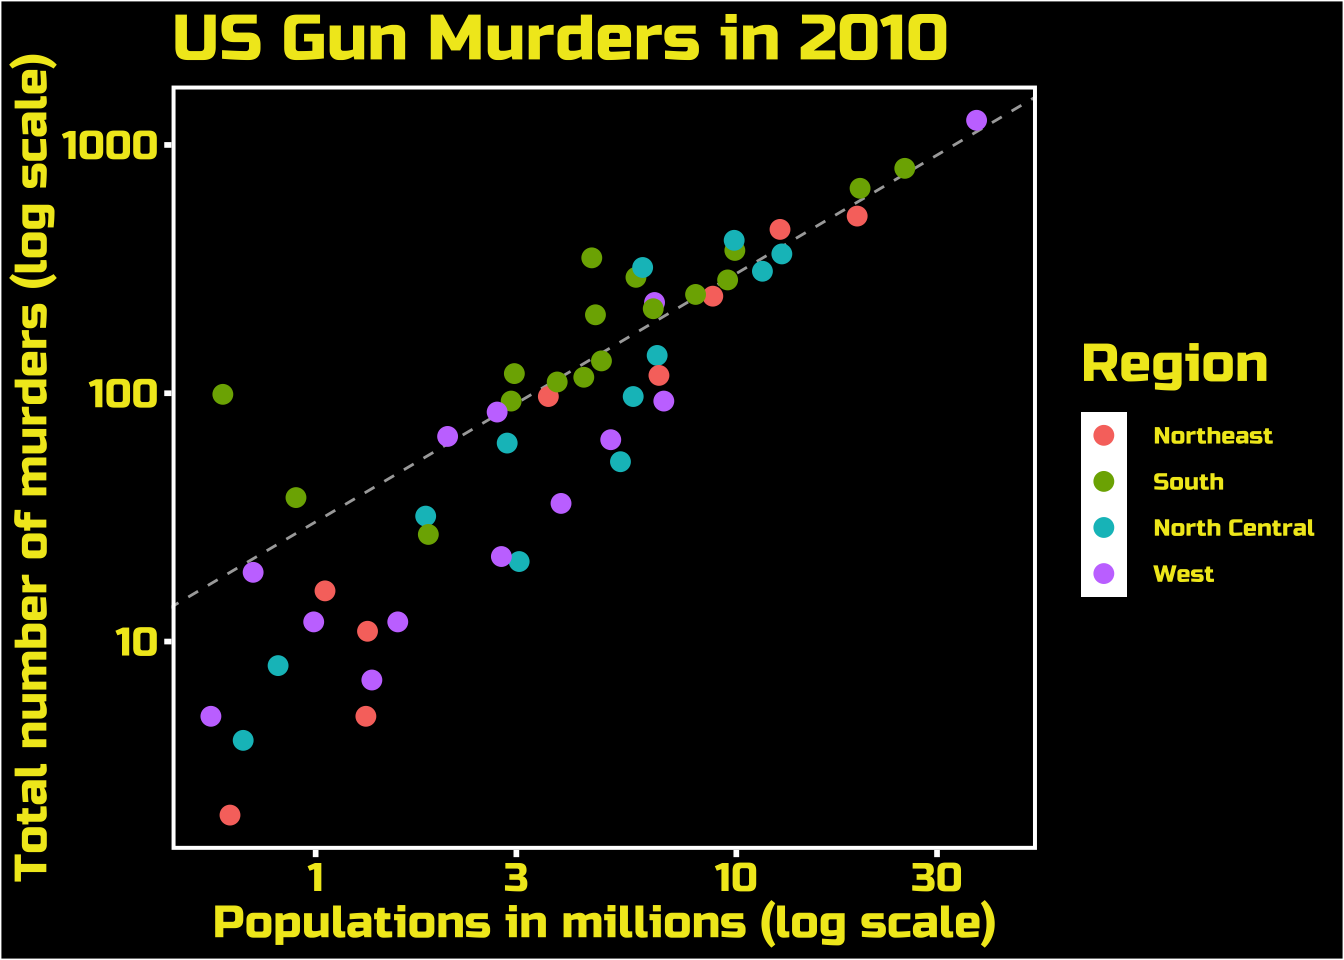 US Gun Murders in 2010
Total number of murders (log scale)
1000
100
10
1 3 10 30
Populations in millions (log scale)
Region
Northeast
South
North Central
West